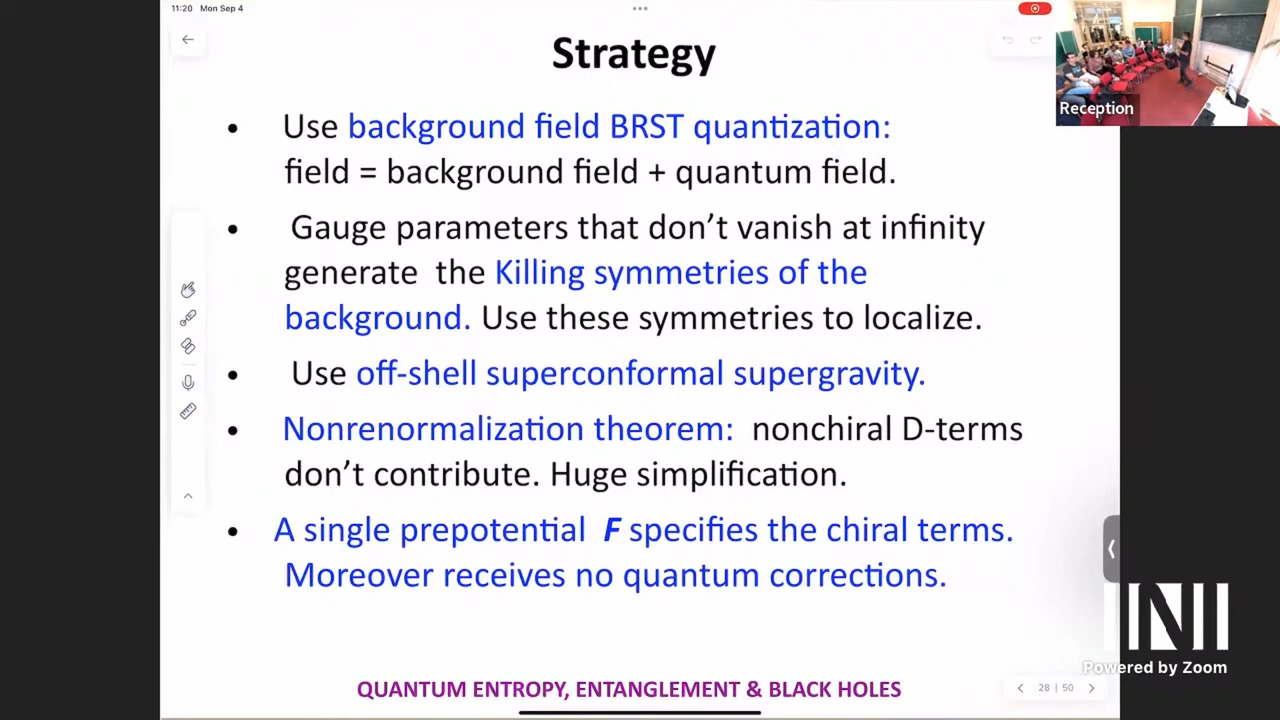 11:20 Mon Sep 4
Strategy
Reception
• Use background field BRST quantization:
field = background field + quantum field.
• Gauge parameters that don't vanish at infinity
generate the Killing symmetries of the
background. Use these symmetries to localize.
• Use off-shell superconformal supergravity.
• Nonrenormalization theorem: nonchiral D-terms
don't contribute. Huge simplification.
• A single prepotential F specifies the chiral terms.
Moreover receives no quantum corrections.
INI
Powered by Zoom
QUANTUM ENTROPY, ENTANGLEMENT & BLACK HOLES
28 | 50